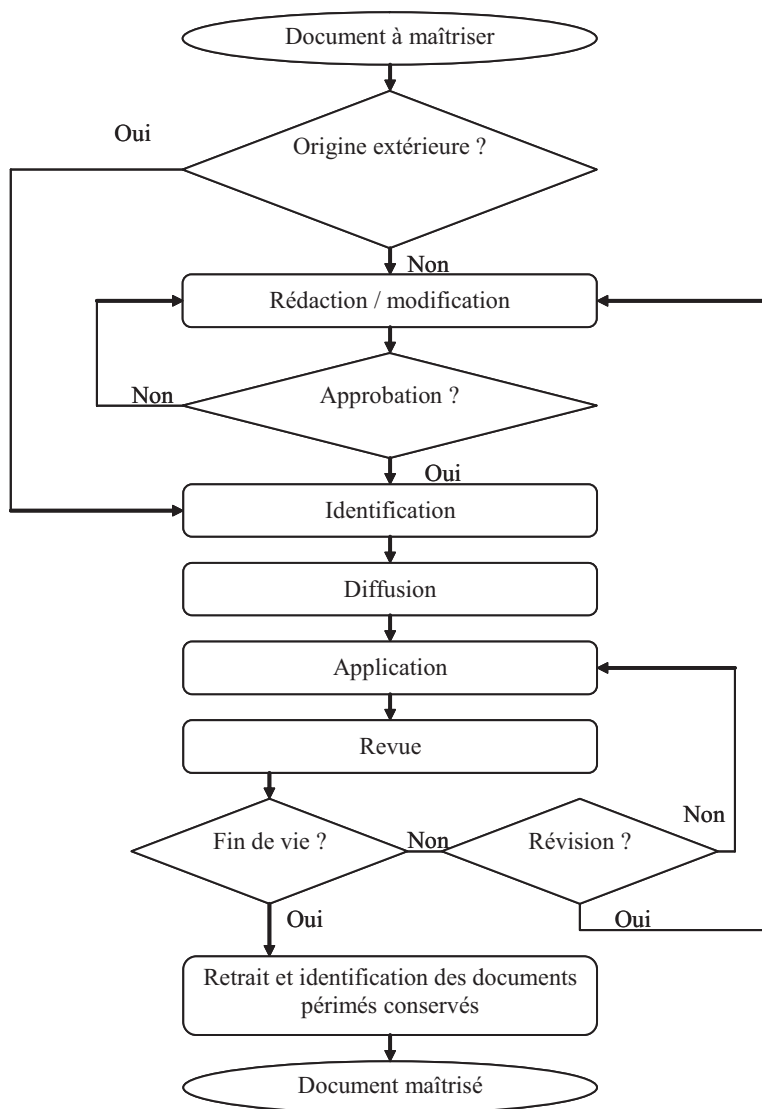 Document à maîtriser
Oui
Origine extérieure ?
Non
Rédaction / modification
Non
Approbation ?
Oui
Identification
Diffusion
Application
Revue
Fin de vie ?
Non
Révision ?
Non
Oui
Oui
Retrait et identification des documents
périmés conservés
Document maîtrisé